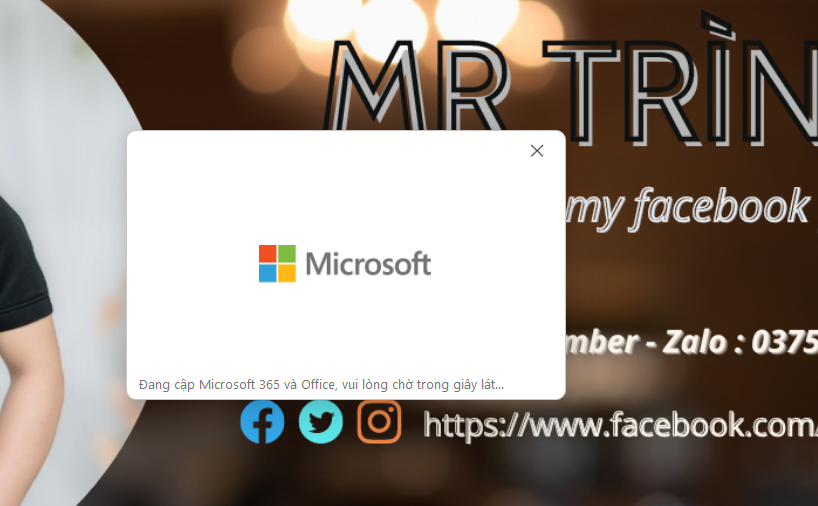 MR TRÌN
my facebook
mber - Zalo : 0375
Microsoft
Đang cập Microsoft 365 và Office, vui lòng chờ trong giây lát...
https://www.facebook.com/